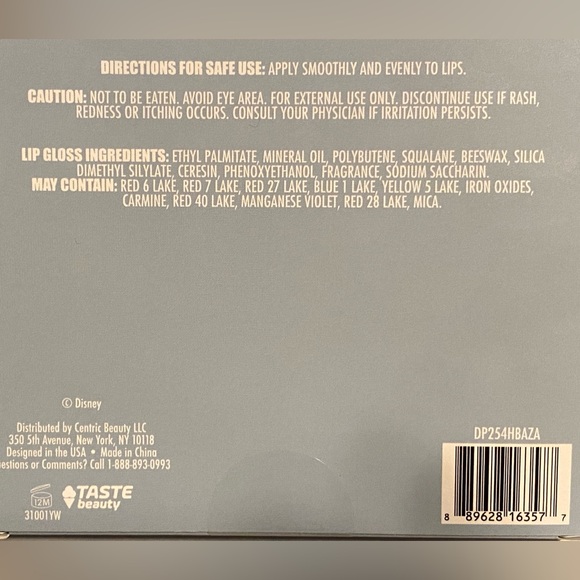 DIRECTIONS FOR SAFE USE: APPLY SMOOTHLY AND EVENLY TO LIPS.
CAUTION: NOT TO BE EATEN. AVOID EYE AREA. FOR EXTERNAL USE ONLY. DISCONTINUE USE IF RASH,
REDNESS OR ITCHING OCCURS. CONSULT YOUR PHYSICIAN IF IRRITATION PERSISTS.
LIP GLOSS INGREDIENTS: ETHYL PALMITATE, MINERAL OIL, POLYBUTENE, SQUALANE, BEESWAX, SILICA
DIMETHYL SILYLATE, CERESIN, PHENOXYETHANOL, FRAGRANCE, SODIUM SACCHARIN.
MAY CONTAIN: RED 6 LAKE, RED 7 LAKE, RED 27 LAKE, BLUE 1 LAKE, YELLOW 5 LAKE, IRON OXIDES,
CARMINE, RED 40 LAKE, MANGANESE VIOLET, RED 28 LAKE, MICA.
© Disney
Distributed by Centric Beauty LLC
350 5th Avenue, New York, NY 10118
Designed in the USA • Made in China
estions or Comments? Call 1-888-893-0993
12M
31001YW
TASTE
beauty
DP254HBAZA
8 89628 16357 7